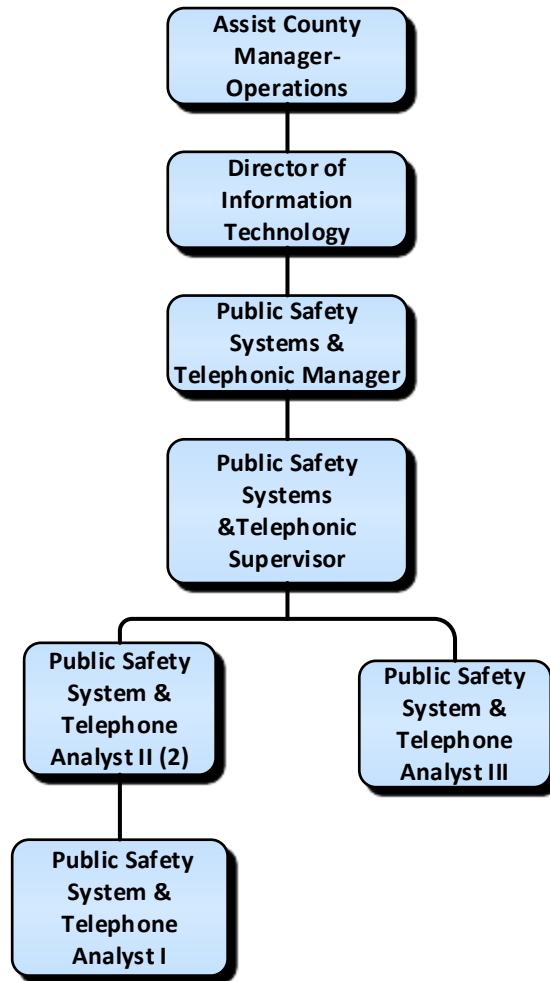 Assist County
Manager-
Operations
Director of
Information
Technology
Public Safety
Systems &
Telephonic Manager
Public Safety
Systems
&Telephonic
Supervisor
Public Safety
System &
Telephone
Analyst II (2)
Public Safety
System &
Telephone
Analyst III
Public Safety
System &
Telephone
Analyst I